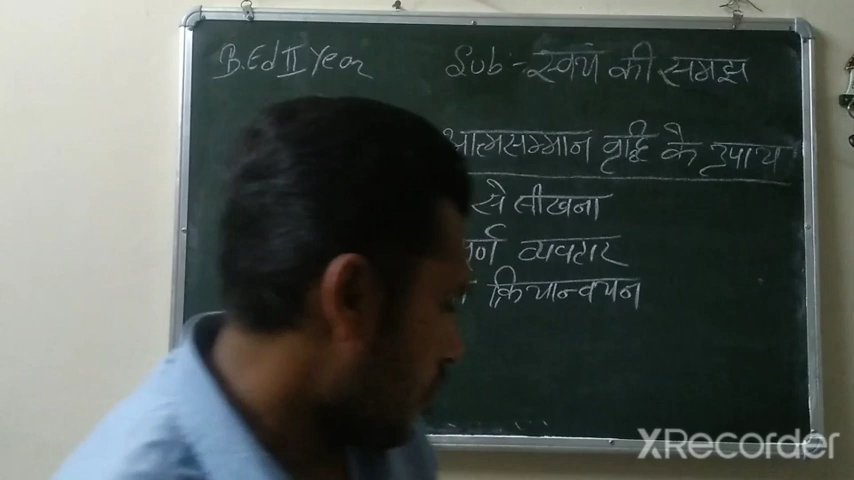 B.Ed II Year
Sub:- स्वयं की समझ
आत्मसम्मान वृद्धि के उपाय
से सीखना
व्यवहार
क्रियान्वयन
XRecorder